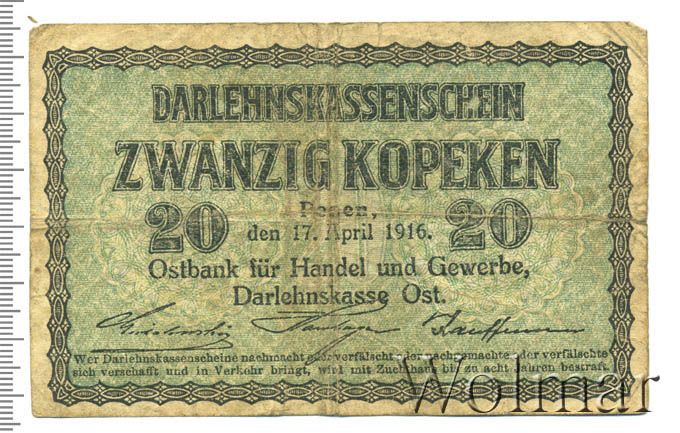 DARLEHNSKASSENSCHEIN
ZWANZIG KOPEKEN
20 Posen, 20
den 17. April 1916.
Ostbank für Handel und Gewerbe,
Darlehnskasse Ost.
Wer Darlehnskassenscheine nachmacht oder verfälscht oder nachgemachte oder verfälschte
sich verschafft und in Verkehr bringt, wird mit Zuchthaus bis zu acht Jahren bestraft.
Wolmar